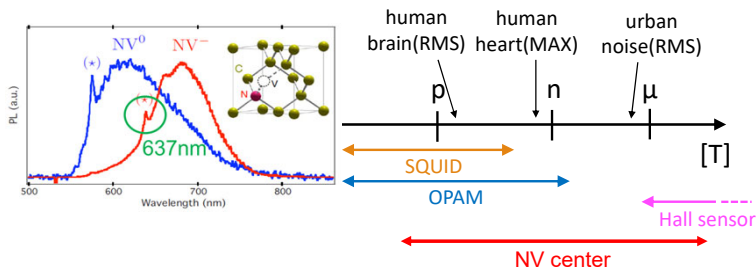 NV⁰
NV⁻
(*)
(*)
637nm
C
V
N
PL (a.u.)
500
600
700
800
Wavelength (nm)
human
brain(RMS)
human
heart(MAX)
urban
noise(RMS)
p
n
μ
[T]
SQUID
OPAM
Hall sensor
NV center